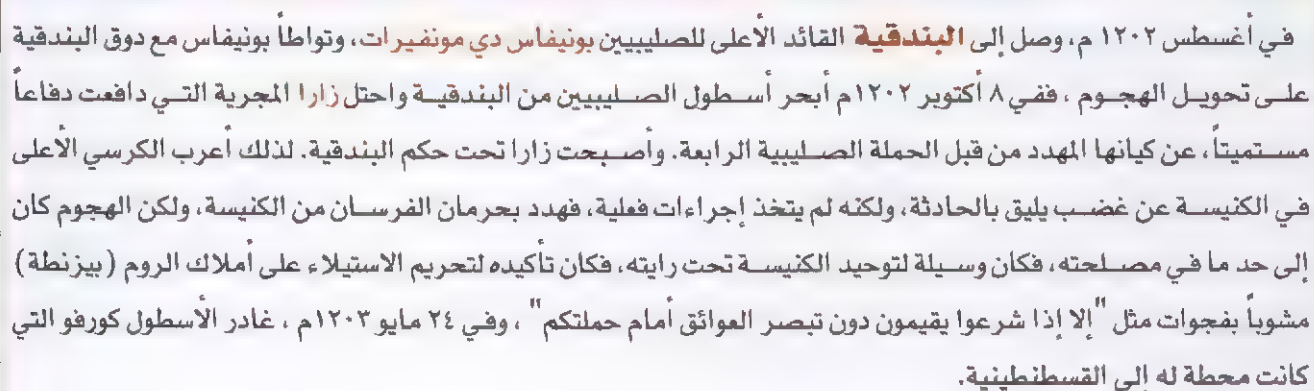 في أغسطس ١٢٠٢ م، وصل إلى البندقية القائد الأعلى للصليبيين بونيفاس دي مونفيرات، وتواطأ بونيفاس مع دوق البندقية
على تحويل الهجوم ، ففي ٨ أكتوبر ١٢٠٢م أبحر أسطول الصليبيين من البندقية واحتل زارا المجرية التي دافعت دفاعاً
مستميتاً، عن كيانها المهدد من قبل الحملة الصليبية الرابعة. وأصبحت زارا تحت حكم البندقية. لذلك أعرب الكرسي الأعلى
في الكنيسة عن غضب يليق بالحادثة، ولكنه لم يتخذ إجراءات فعلية، فهدد بحرمان الفرسان من الكنيسة، ولكن الهجوم كان
إلى حد ما في مصلحته، فكان وسيلة لتوحيد الكنيسة تحت رايته، فكان تأكيده لتحريم الاستيلاء على أملاك الروم (بيزنطة)
مشوباً بفجوات مثل "إلا إذا شرعوا يقيمون دون تبصر العوائق أمام حملتكم" ، وفي ٢٤ مايو ١٢٠٣م ، غادر الأسطول كورفو التي
كانت محطة له إلى القسطنطينية.